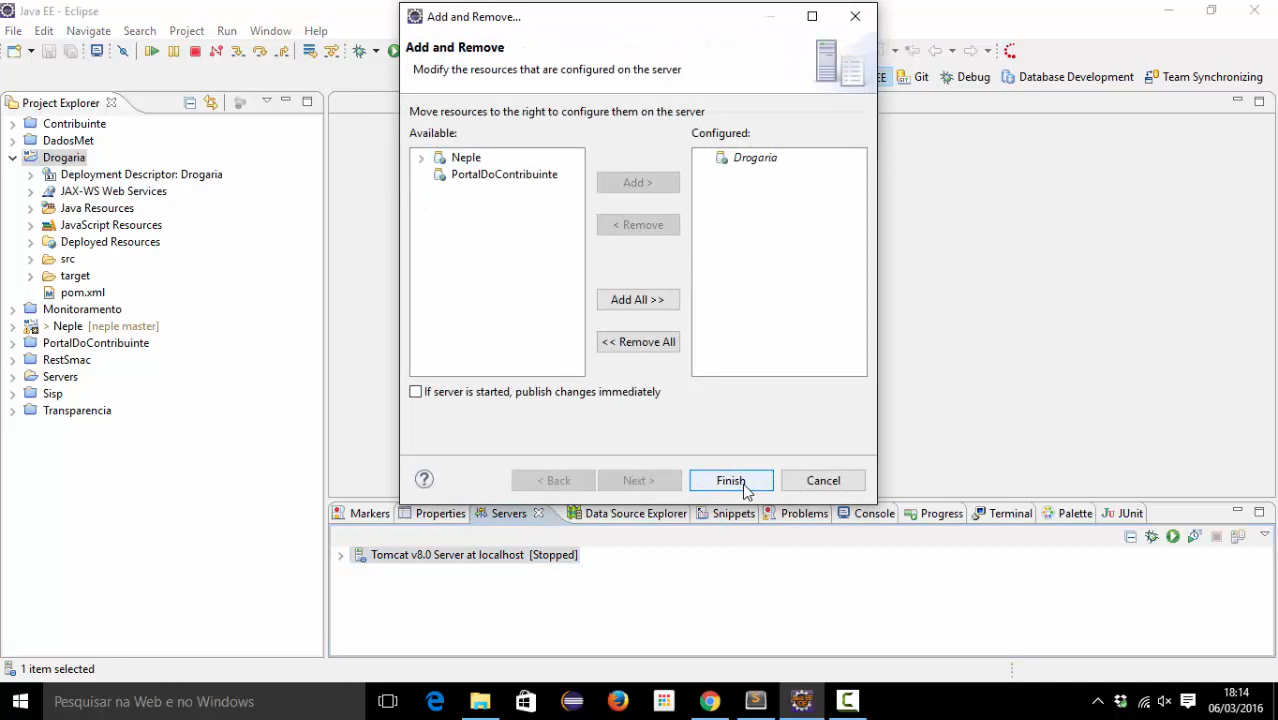 Java EE - Eclipse
File Edit Navigate Search Project Run Window Help
EE Git Debug Database Development Team Synchronizing
Project Explorer
Contribuinte
DadosMet
Drogaria
Deployment Descriptor: Drogaria
JAX-WS Web Services
Java Resources
JavaScript Resources
Deployed Resources
src
target
pom.xml
Monitoramento
> Neple [neple master]
PortalDoContribuinte
RestSmac
Servers
Sisp
Transparencia
Add and Remove...
Add and Remove
Modify the resources that are configured on the server
Move resources to the right to configure them on the server
Available:
Configured:
Neple
PortalDoContribuinte
Drogaria
Add >
< Remove
Add All >>
<< Remove All
If server is started, publish changes immediately
< Back Next > Finish Cancel
Markers Properties Servers Data Source Explorer Snippets Problems Console Progress Terminal Palette JUnit
Tomcat v8.0 Server at localhost [Stopped]
1 item selected
Pesquisar na Web e no Windows
18:14
06/03/2016